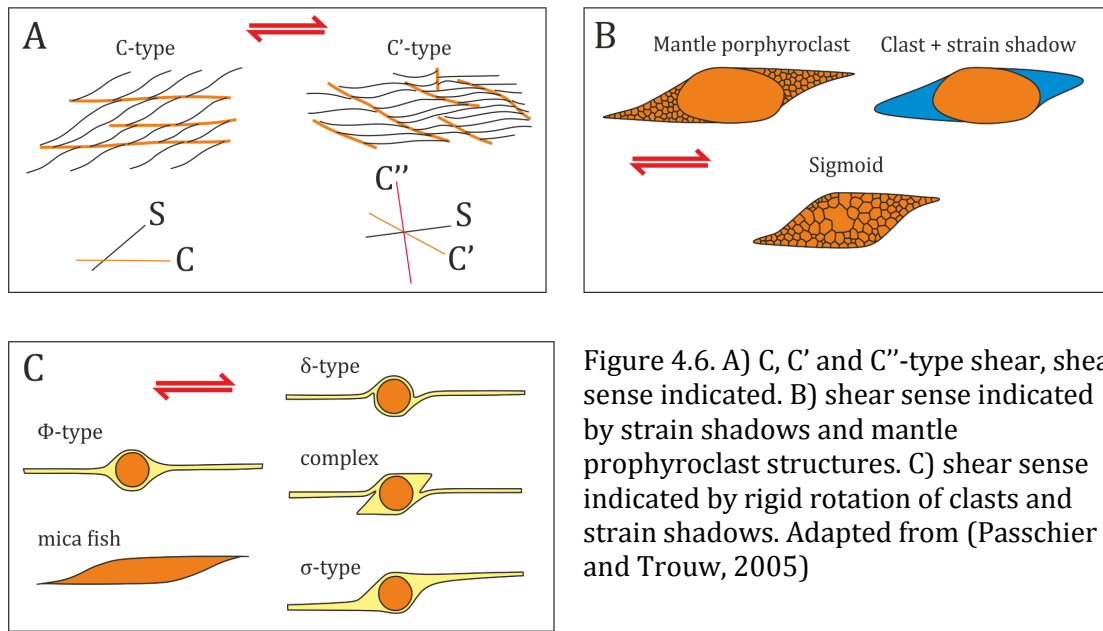 A
C-type
C'-type
S
C
C''
S
C'
B
Mantle porphyroclast
Clast + strain shadow
Sigmoid
C
δ-type
Φ-type
complex
mica fish
σ-type
Figure 4.6. A) C, C’ and C’’-type shear, shea
sense indicated. B) shear sense indicated
by strain shadows and mantle
prophyroclast structures. C) shear sense
indicated by rigid rotation of clasts and
strain shadows. Adapted from (Passchier
and Trouw, 2005)